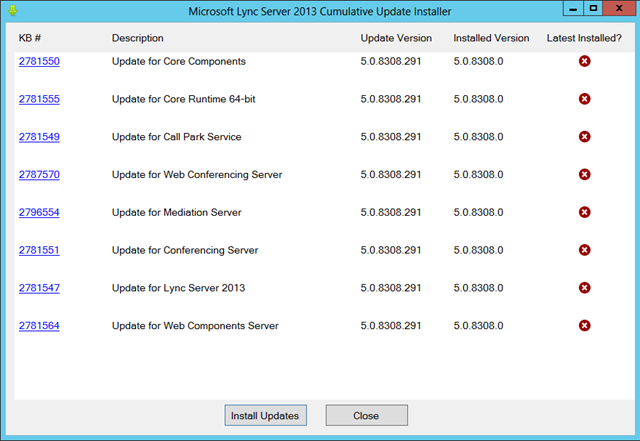 Microsoft Lync Server 2013 Cumulative Update Installer
KB # Description Update Version Installed Version Latest Installed?
2781550 Update for Core Components 5.0.8308.291 5.0.8308.0
2781555 Update for Core Runtime 64-bit 5.0.8308.291 5.0.8308.0
2781549 Update for Call Park Service 5.0.8308.291 5.0.8308.0
2787570 Update for Web Conferencing Server 5.0.8308.291 5.0.8308.0
2796554 Update for Mediation Server 5.0.8308.291 5.0.8308.0
2781551 Update for Conferencing Server 5.0.8308.291 5.0.8308.0
2781547 Update for Lync Server 2013 5.0.8308.291 5.0.8308.0
2781564 Update for Web Components Server 5.0.8308.291 5.0.8308.0
Install Updates Close